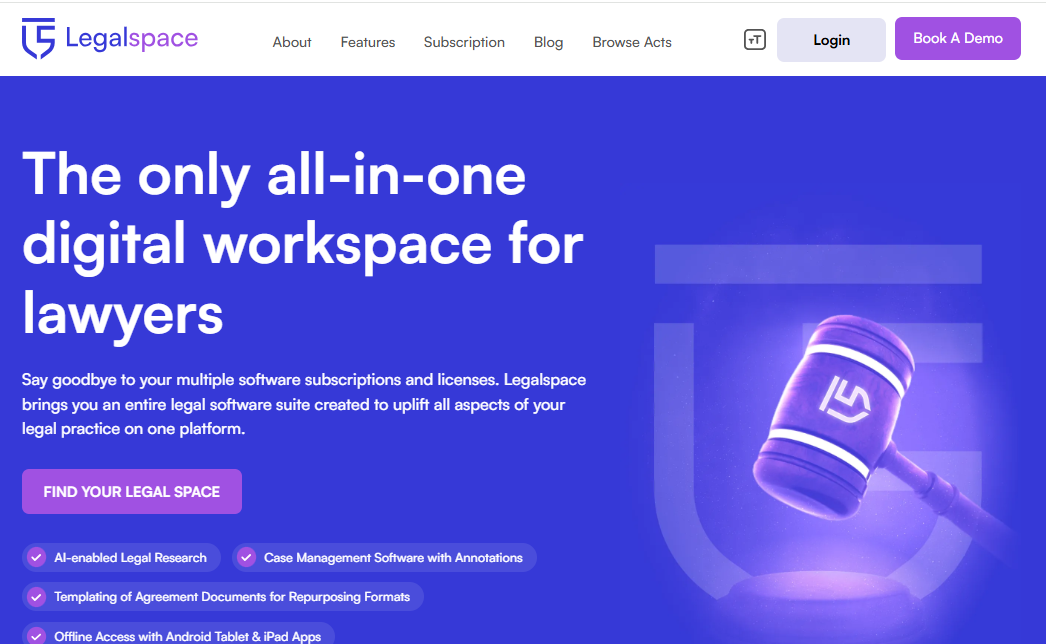 Legalspace
About
Features
Subscription
Blog
Browse Acts
TT
Login
Book A Demo
The only all-in-one
digital workspace for
lawyers
Say goodbye to your multiple software subscriptions and licenses. Legalspace
brings you an entire legal software suite created to uplift all aspects of your
legal practice on one platform.
FIND YOUR LEGAL SPACE
AI-enabled Legal Research
Case Management Software with Annotations
Templating of Agreement Documents for Repurposing Formats
Offline Access with Android Tablet & iPad Apps